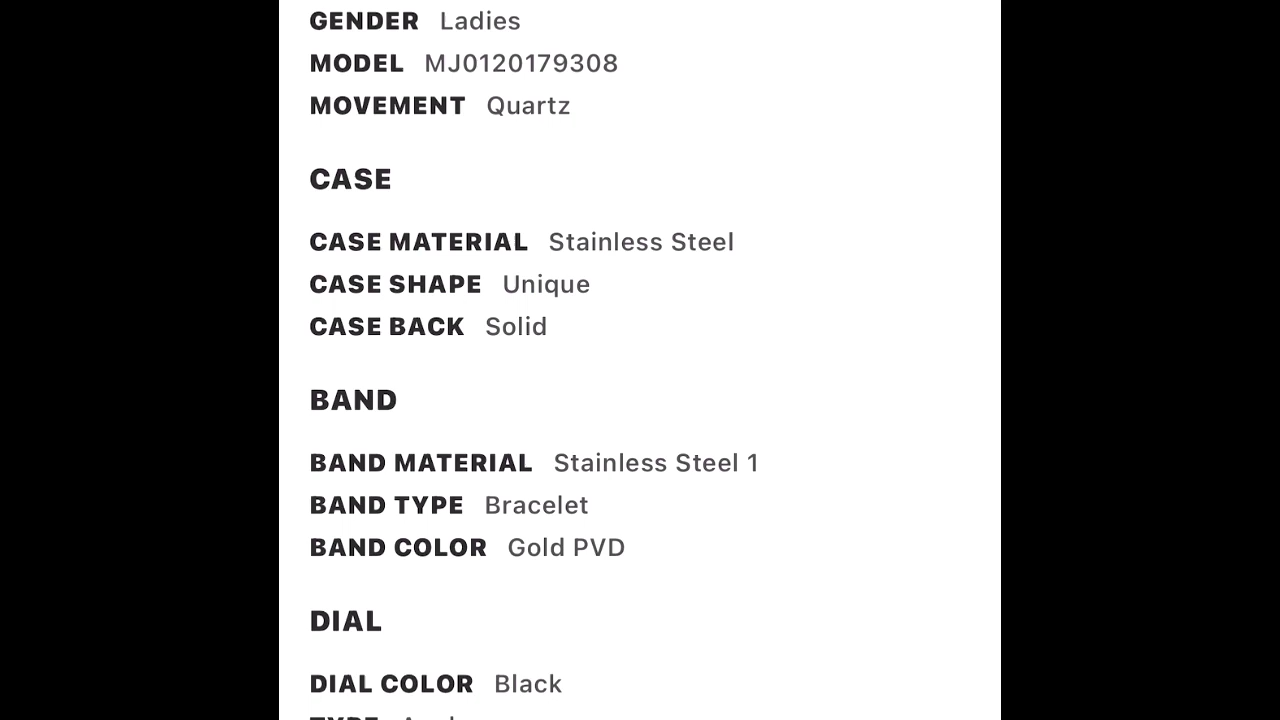 GENDER Ladies
MODEL MJ0120179308
MOVEMENT Quartz
CASE
CASE MATERIAL Stainless Steel
CASE SHAPE Unique
CASE BACK Solid
BAND
BAND MATERIAL Stainless Steel 1
BAND TYPE Bracelet
BAND COLOR Gold PVD
DIAL
DIAL COLOR Black